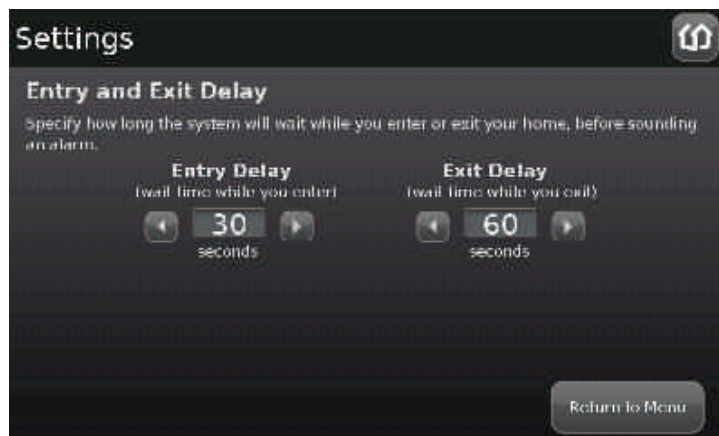 Settings
Entry and Exit Delay
Specify how long the system will wait while you enter or exit your home, before sounding
an alarm.
Entry Delay
(wait time while you enter)
30
seconds
Exit Delay
(wait time while you exit)
60
seconds
Return to Menu